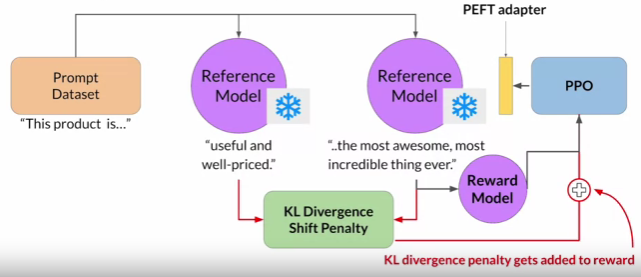 PEFT adapter
Prompt
Dataset
"This product is..."
Reference
Model
"useful and
well-priced."
Reference
Model
"..the most awesome, most
incredible thing ever."
PPO
Reward
Model
KL Divergence
Shift Penalty
KL divergence penalty gets added to reward